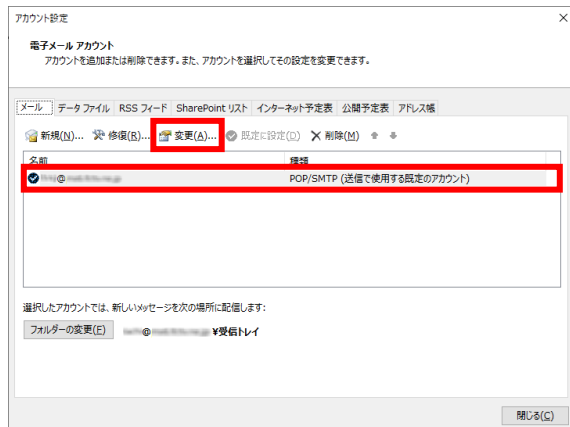 アカウント設定
電子メール アカウント
アカウントを追加または削除できます。また、アカウントを選択してその設定を変更できます。
メール データ ファイル RSS フィード SharePoint リスト インターネット予定表 公開予定表 アドレス帳
新規(N)... 修復(R)... 変更(A)... 既定に設定(D) 削除(M)
名前 種類
@ POP/SMTP (送信で使用する既定のアカウント)
選択したアカウントでは、新しいメッセージを次の場所に配信します:
フォルダーの変更(F) @ ¥受信トレイ
閉じる(C)